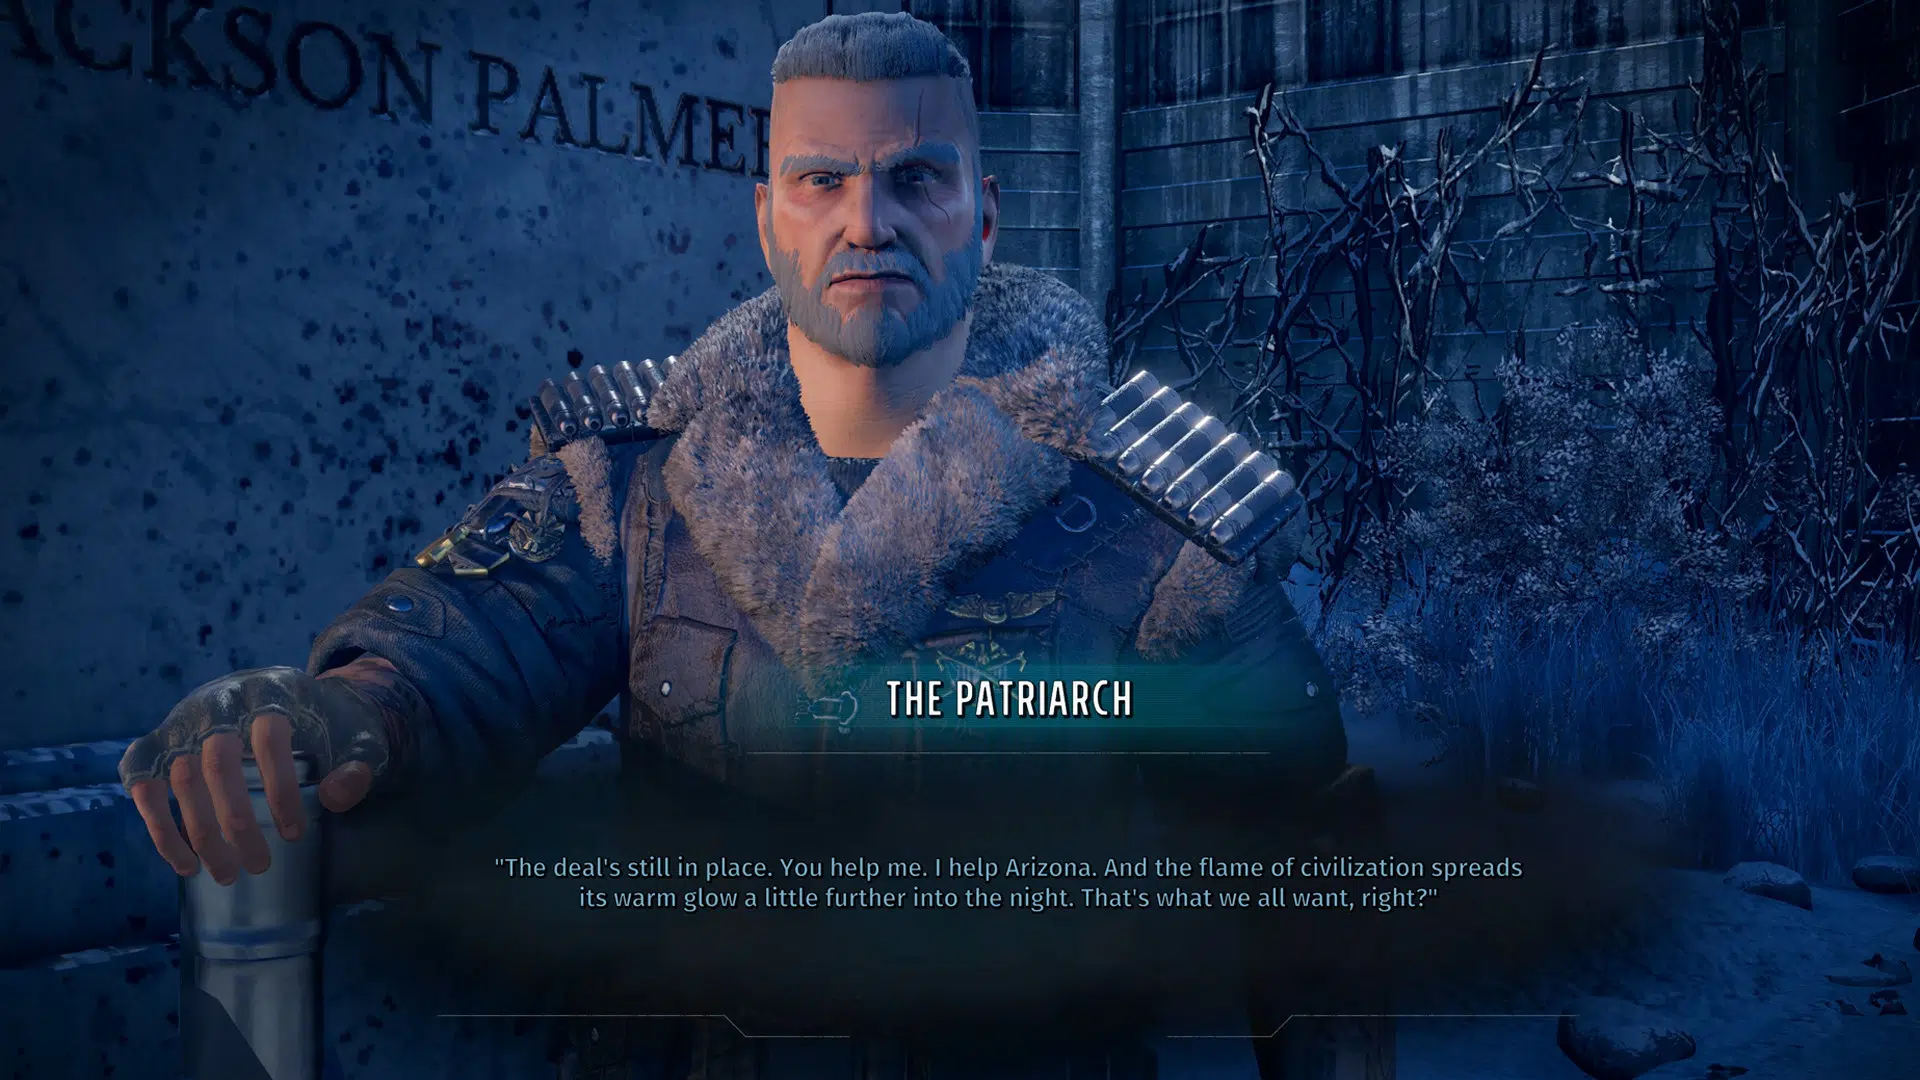 ACKSON PALMER
THE PATRIARCH
"The deal's still in place. You help me. I help Arizona. And the flame of civilization spreads
its warm glow a little further into the night. That's what we all want, right?"